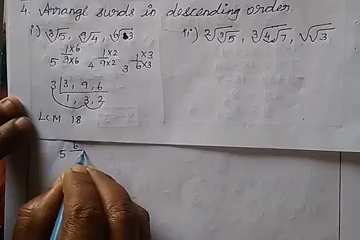 4. Arrange surds in descending order
i) ∛5, ⁹√4, ⁶√3
ii) ²√∛5, ∛⁴√7, √√3
5^(1×6/3×6) 4^(1×2/9×2) 3^(1×3/6×3)
3 | 3, 9, 6
1, 3, 2
LCM 18
5^6